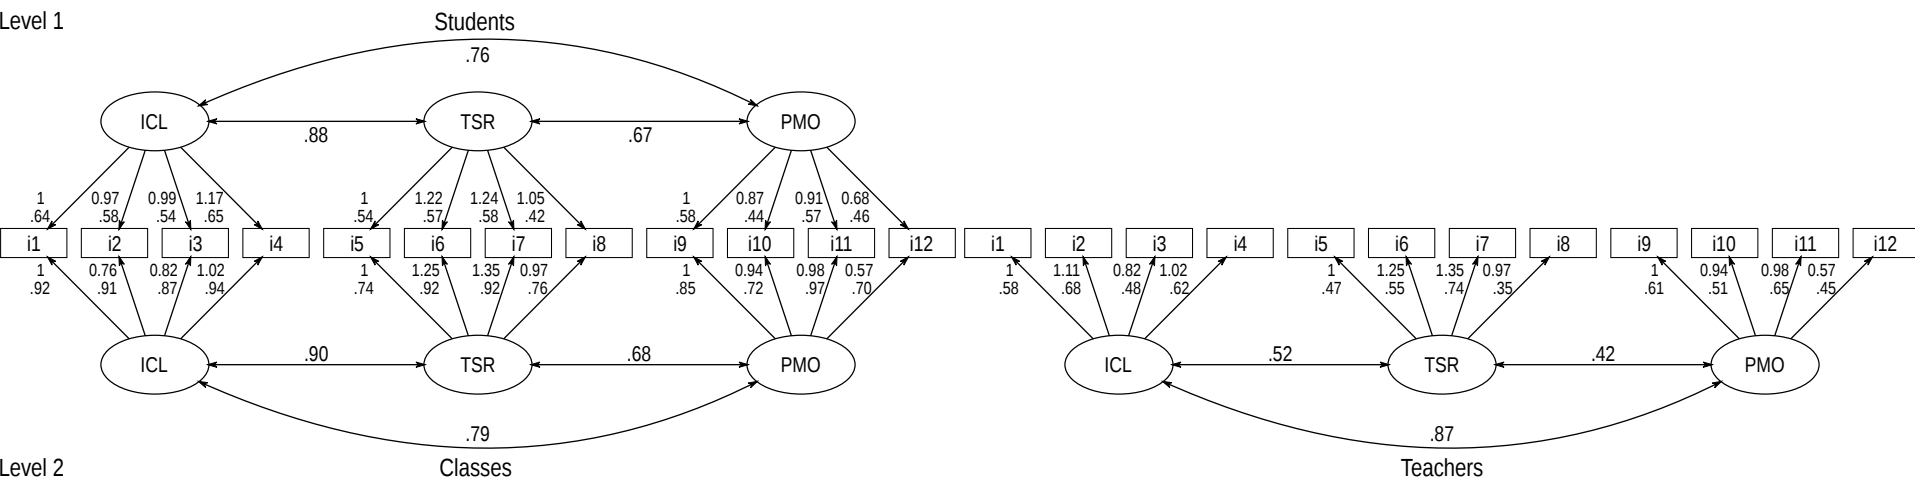 Level 1
Students
.76
ICL
TSR
PMO
.88
.67
1 0.97 0.99 1.17 1 1.22 1.24 1.05 1 0.87 0.91 0.68
.64 .58 .54 .65 .54 .57 .58 .42 .58 .44 .57 .46
i1 i2 i3 i4 i5 i6 i7 i8 i9 i10 i11 i12 i1 i2 i3 i4 i5 i6 i7 i8 i9 i10 i11 i12
1 0.76 0.82 1.02 1 1.25 1.35 0.97 1 0.94 0.98 0.57 1 1.11 0.82 1.02 1 1.25 1.35 0.97 1 0.94 0.98 0.57
.92 .91 .87 .94 .74 .92 .92 .76 .85 .72 .97 .70 .58 .68 .48 .62 .47 .55 .74 .35 .61 .51 .65 .45
.90 .68 .52 .42
ICL TSR PMO ICL TSR PMO
.79 .87
Level 2 Classes Teachers